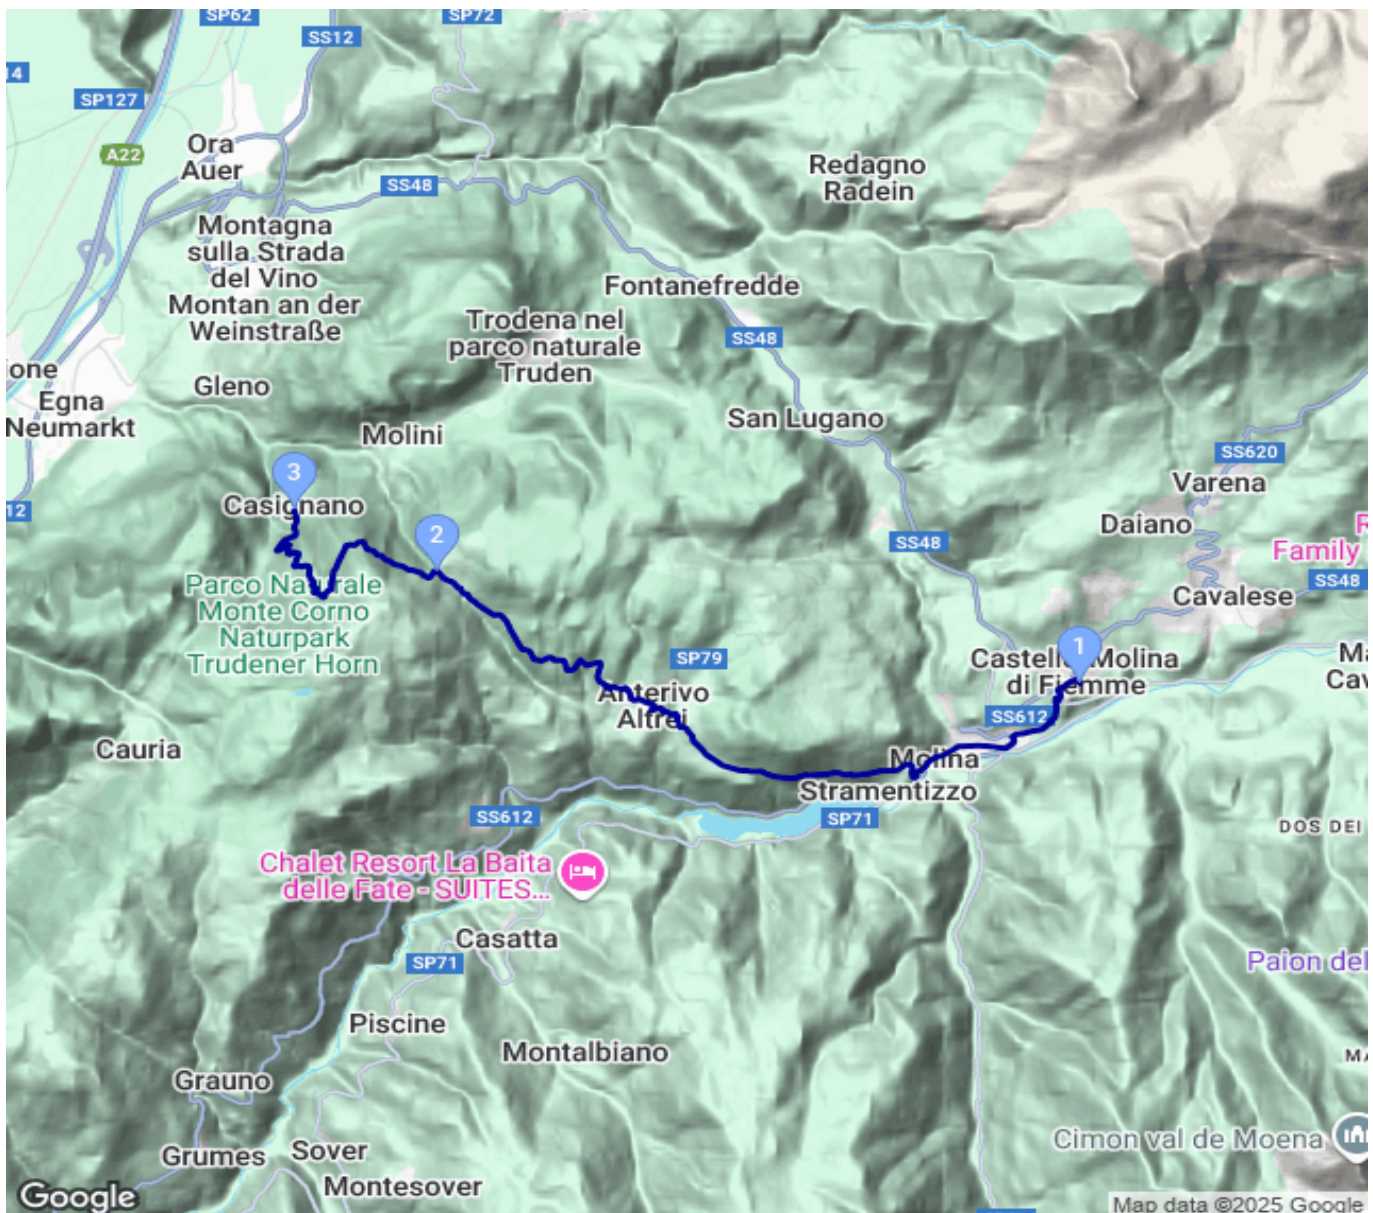 SP62
SP72
SS12
14
SP127
Ora
Auer
A22
SS48
Redagno
Radein
Montagna
sulla Strada
del Vino
Montan an der
Weinstraße
Fontanefredde
Trodena nel
parco naturale
Truden
SS48
ione
Gleno
Egna
Neumarkt
San Lugano
Molini
SS620
3
Varena
Casignano
12
2
Daiano
R
Family
SS48
SS48
Parco Naturale
Monte Corno
Naturpark
Trudener Horn
Cavalese
1
SP79
Castello-Molina
di Fiemme
Ma
Cav
Anterivo
Altrei
SS612
Cauria
Molina
Stramentizzo
SS612
SP71
DOS DEI
Chalet Resort La Baita
delle Fate - SUITES...
Casatta
SP71
Paion del
Piscine
Montalbiano
MA
Grauno
Cimon val de Moena
Grumes
Sover
Montesover
Google
Map data ©2025 Google